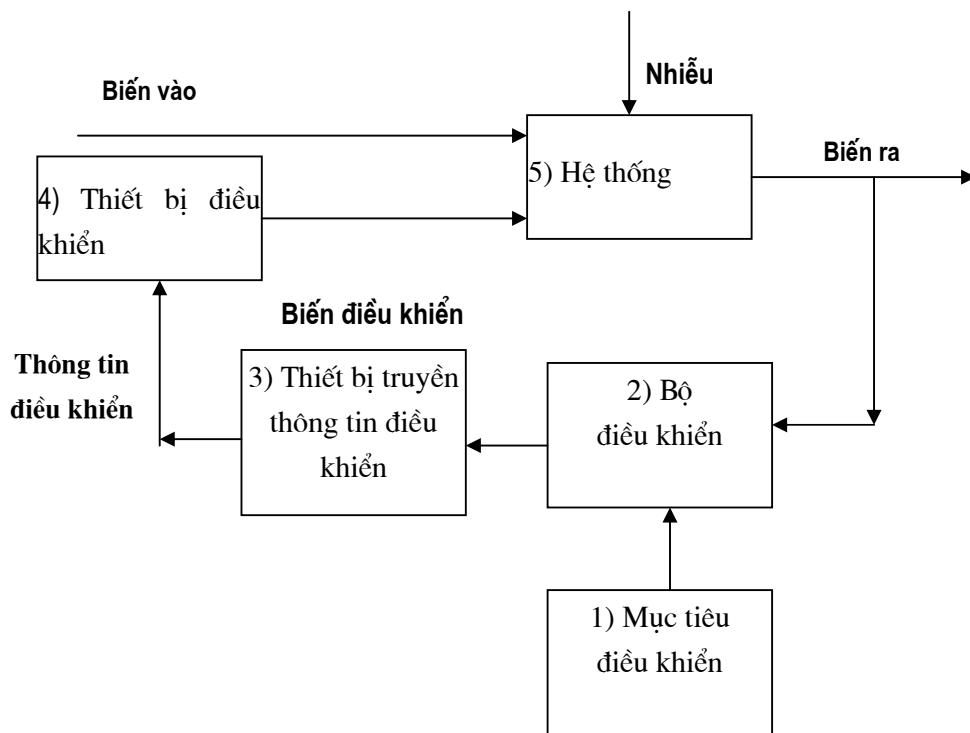 Nhiễu
Biến vào
Biến ra
5) Hệ thống
4) Thiết bị điều
khiển
Biến điều khiển
Thông tin
điều khiển
3) Thiết bị truyền
thông tin điều
khiển
2) Bộ
điều khiển
1) Mục tiêu
điều khiển